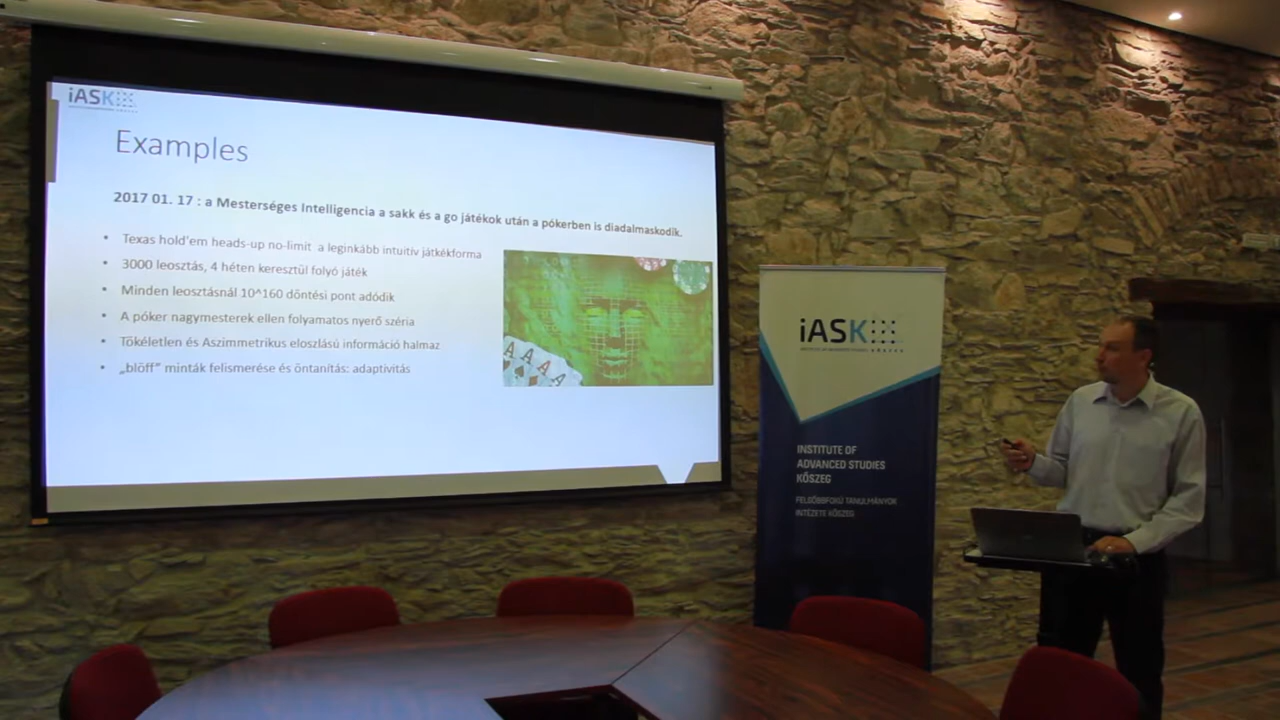 iASK
Examples
2017 01. 17 : a Mesterséges Intelligencia a sakk és a go játékok után a pókerben is diadalmaskodik.
• Texas hold'em heads-up no-limit a leginkább intuitív játkékforma
• 3000 leosztás, 4 héten keresztül folyó játék
• Minden leosztásnál 10^160 döntési pont adódik
• A póker nagymesterek ellen folyamatos nyerő széria
• Tökéletlen és Aszimmetrikus eloszlású információ halmaz
• „blöff” minták felismerése és öntanítás: adaptivitás
A A A A
iASK
INSTITUTE OF
ADVANCED STUDIES
KŐSZEG
FELSŐBBFOKÚ TANULMÁNYOK
INTÉZETE KŐSZEG